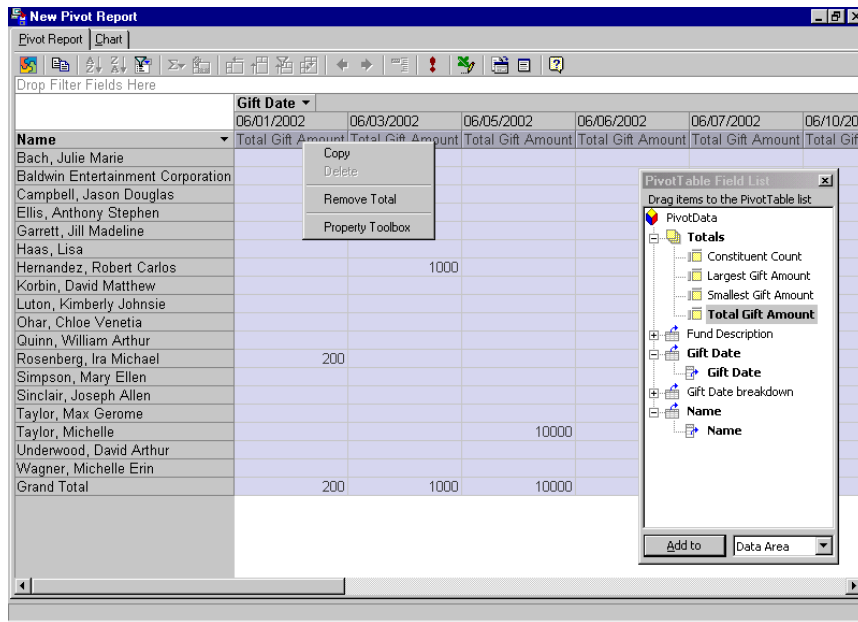 New Pivot Report
Pivot Report Chart
Drop Filter Fields Here
Gift Date
06/01/2002 06/03/2002 06/05/2002 06/06/2002 06/07/2002 06/10/20
Name Total Gift Amount Total Gift Amount Total Gift Amount Total Gift Amount Total Gift Amount Total Gif
Bach, Julie Marie
Baldwin Entertainment Corporation
Campbell, Jason Douglas
Ellis, Anthony Stephen
Garrett, Jill Madeline
Haas, Lisa
Hernandez, Robert Carlos 1000
Korbin, David Matthew
Luton, Kimberly Johnsie
Ohar, Chloe Venetia
Quinn, William Arthur
Rosenberg, Ira Michael 200
Simpson, Mary Ellen
Sinclair, Joseph Allen
Taylor, Max Gerome
Taylor, Michelle 10000
Underwood, David Arthur
Wagner, Michelle Erin
Grand Total 200 1000 10000
Copy
Delete
Remove Total
Property Toolbox
PivotTable Field List
Drag items to the PivotTable list
PivotData
Totals
Constituent Count
Largest Gift Amount
Smallest Gift Amount
Total Gift Amount
Fund Description
Gift Date
Gift Date
Gift Date breakdown
Name
Name
Add to Data Area